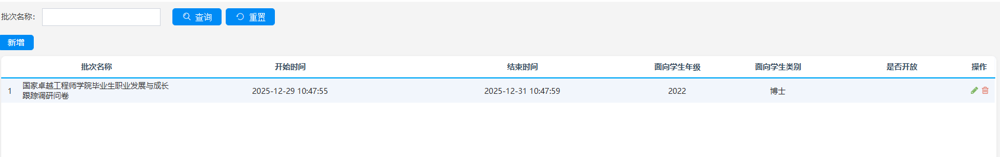 批次名称：
查询
重置
新增
批次名称 开始时间 结束时间 面向学生年级 面向学生类别 是否开放 操作
1 国家卓越工程师学院毕业生职业发展与成长
跟踪调研问卷 2025-12-29 10:47:55 2025-12-31 10:47:59 2022 博士